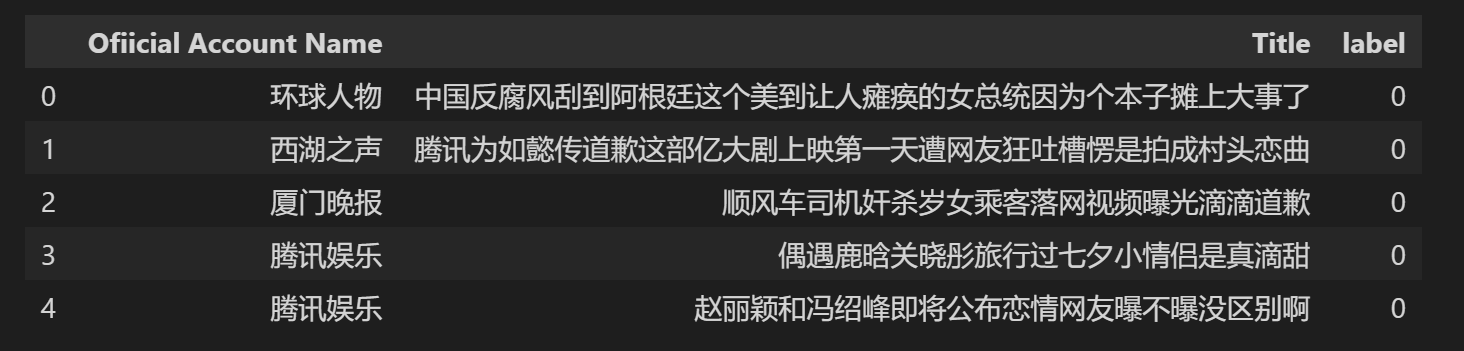 Ofiicial Account Name Title label
0 环球人物 中国反腐风刮到阿根廷这个美到让人瘫痪的女总统因为个本子摊上大事了 0
1 西湖之声 腾讯为如懿传道歉这部亿大剧上映第一天遭网友狂吐槽愣是拍成村头恋曲 0
2 厦门晚报 顺风车司机奸杀岁女乘客落网视频曝光滴滴道歉 0
3 腾讯娱乐 偶遇鹿晗关晓彤旅行过七夕小情侣是真滴甜 0
4 腾讯娱乐 赵丽颖和冯绍峰即将公布恋情网友曝不曝没区别啊 0